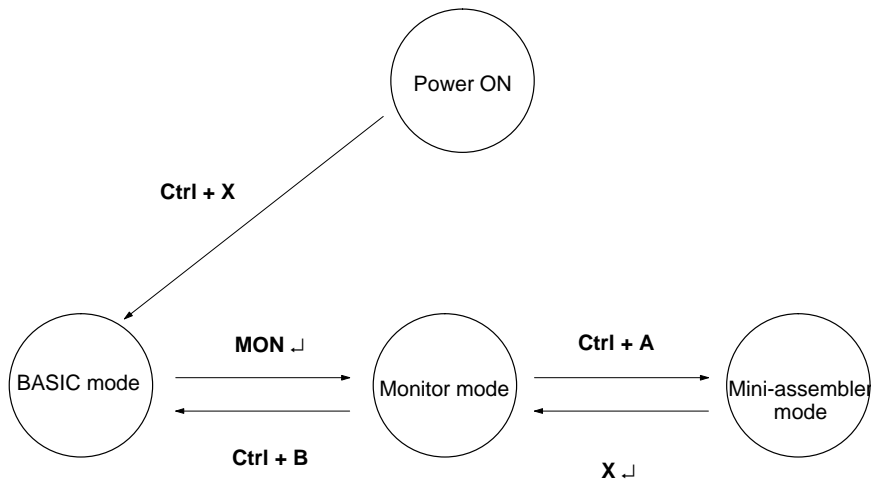 Power ON
Ctrl + X
MON ↵
Ctrl + A
BASIC mode
Monitor mode
Mini-assembler
mode
Ctrl + B
X ↵